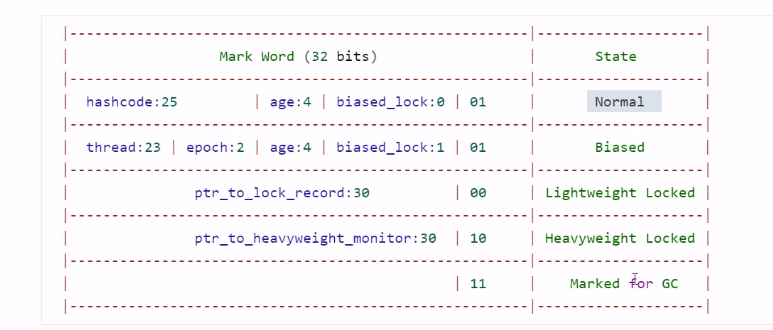 |-------------------------------------------------------|--------------------|
| Mark Word (32 bits) | State |
|-------------------------------------------------------|--------------------|
| hashcode:25 | age:4 | biased_lock:0 | 01 | Normal |
|-------------------------------------------------------|--------------------|
| thread:23 | epoch:2 | age:4 | biased_lock:1 | 01 | Biased |
|-------------------------------------------------------|--------------------|
| ptr_to_lock_record:30 | 00 | Lightweight Locked |
|-------------------------------------------------------|--------------------|
| ptr_to_heavyweight_monitor:30 | 10 | Heavyweight Locked |
|-------------------------------------------------------|--------------------|
| | 11 | Marked for GC |
|-------------------------------------------------------|--------------------|